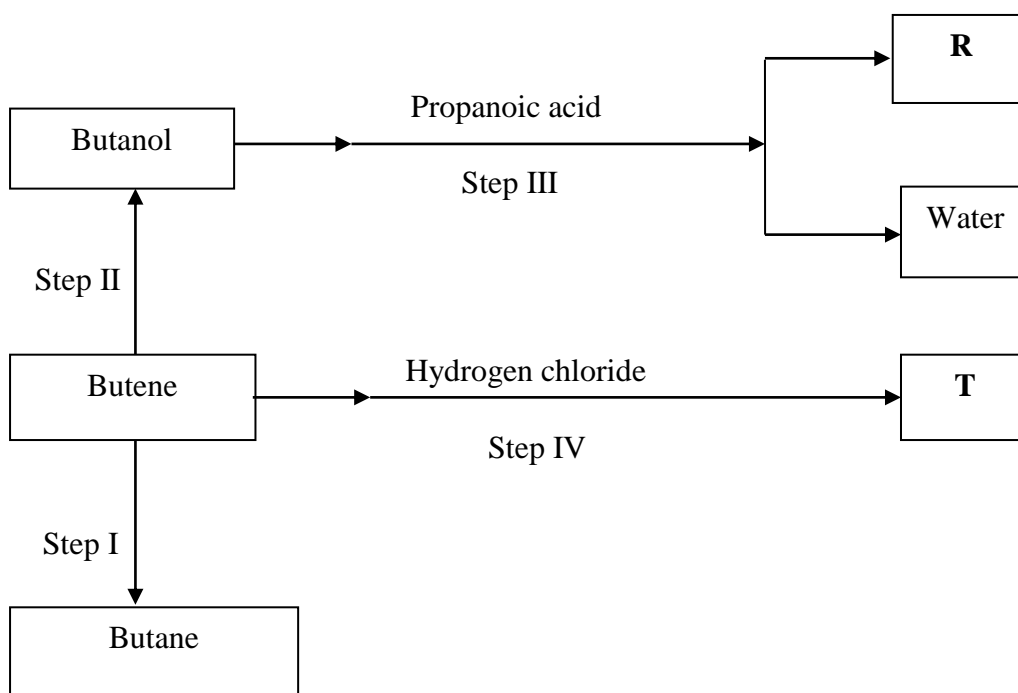 R
Propanoic acid
Butanol
Step III
Water
Step II
Hydrogen chloride
Butene
T
Step IV
Step I
Butane